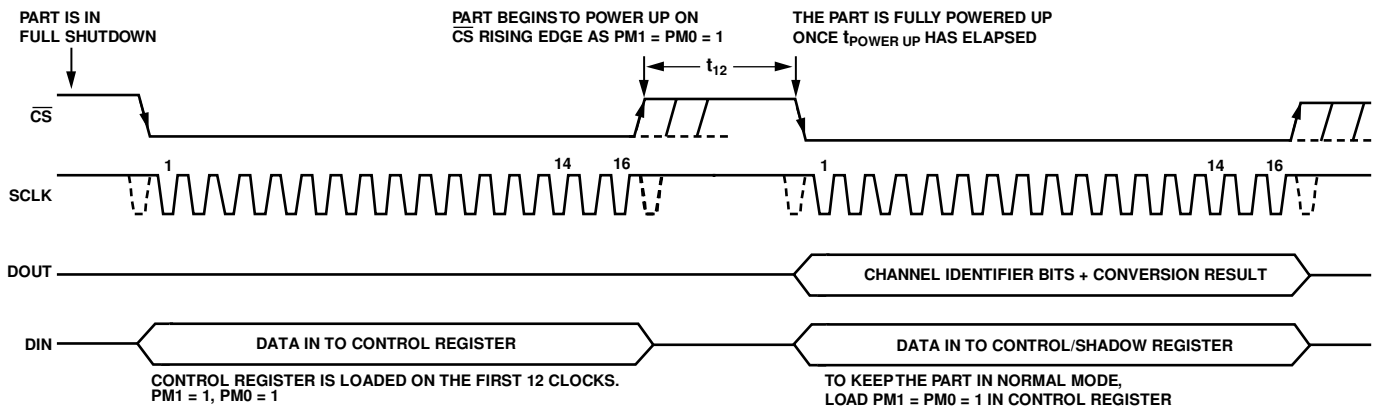 PART IS IN
FULL SHUTDOWN
PART BEGINS TO POWER UP ON
CS RISING EDGE AS PM1 = PM0 = 1
THE PART IS FULLY POWERED UP
ONCE tPOWER UP HAS ELAPSED
t12
CS
SCLK
1
14
16
1
14
16
DOUT
CHANNEL IDENTIFIER BITS + CONVERSION RESULT
DIN
DATA IN TO CONTROL REGISTER
DATA IN TO CONTROL/SHADOW REGISTER
CONTROL REGISTER IS LOADED ON THE FIRST 12 CLOCKS.
PM1 = 1, PM0 = 1
TO KEEP THE PART IN NORMAL MODE,
LOAD PM1 = PM0 = 1 IN CONTROL REGISTER